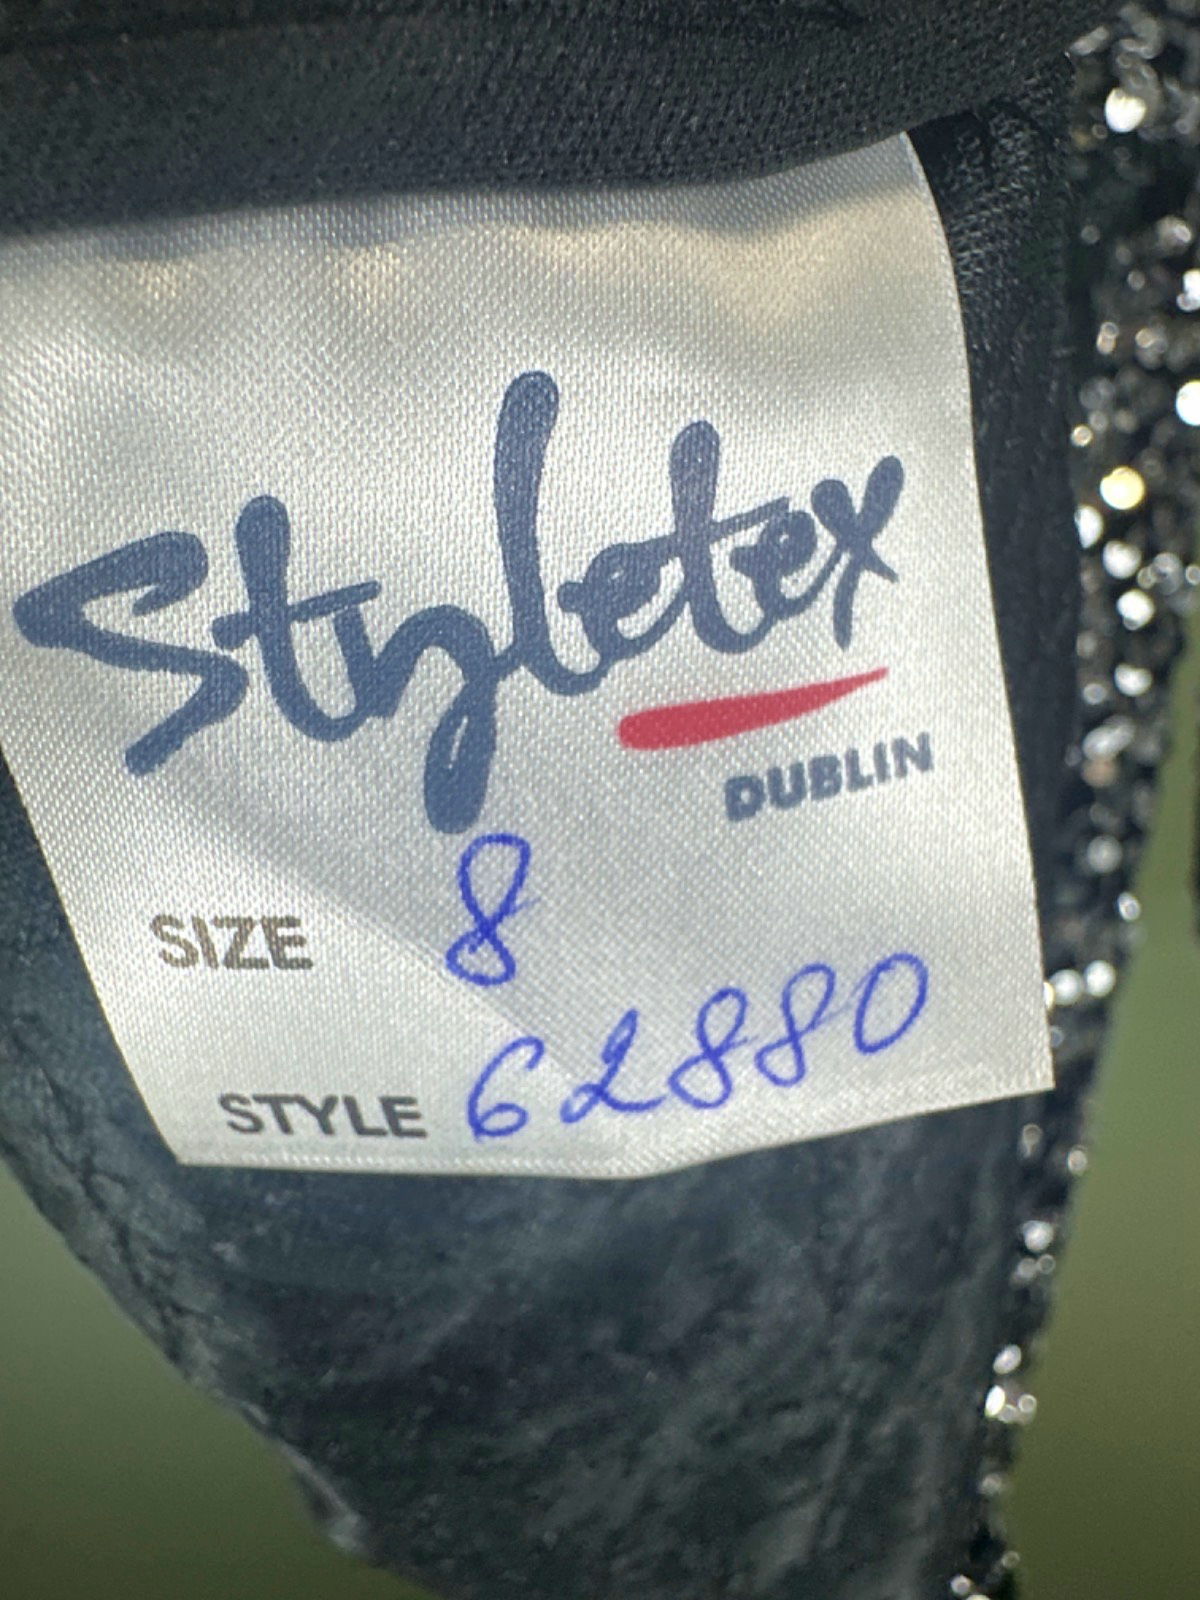 Styletex
DUBLIN
SIZE 8
STYLE 62880